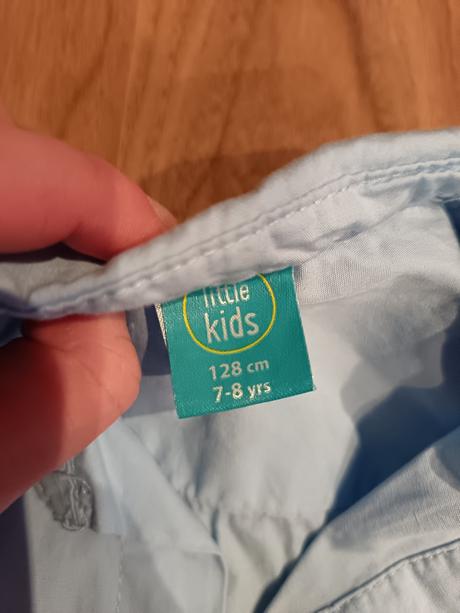 little
kids
128 cm
7-8 yrs